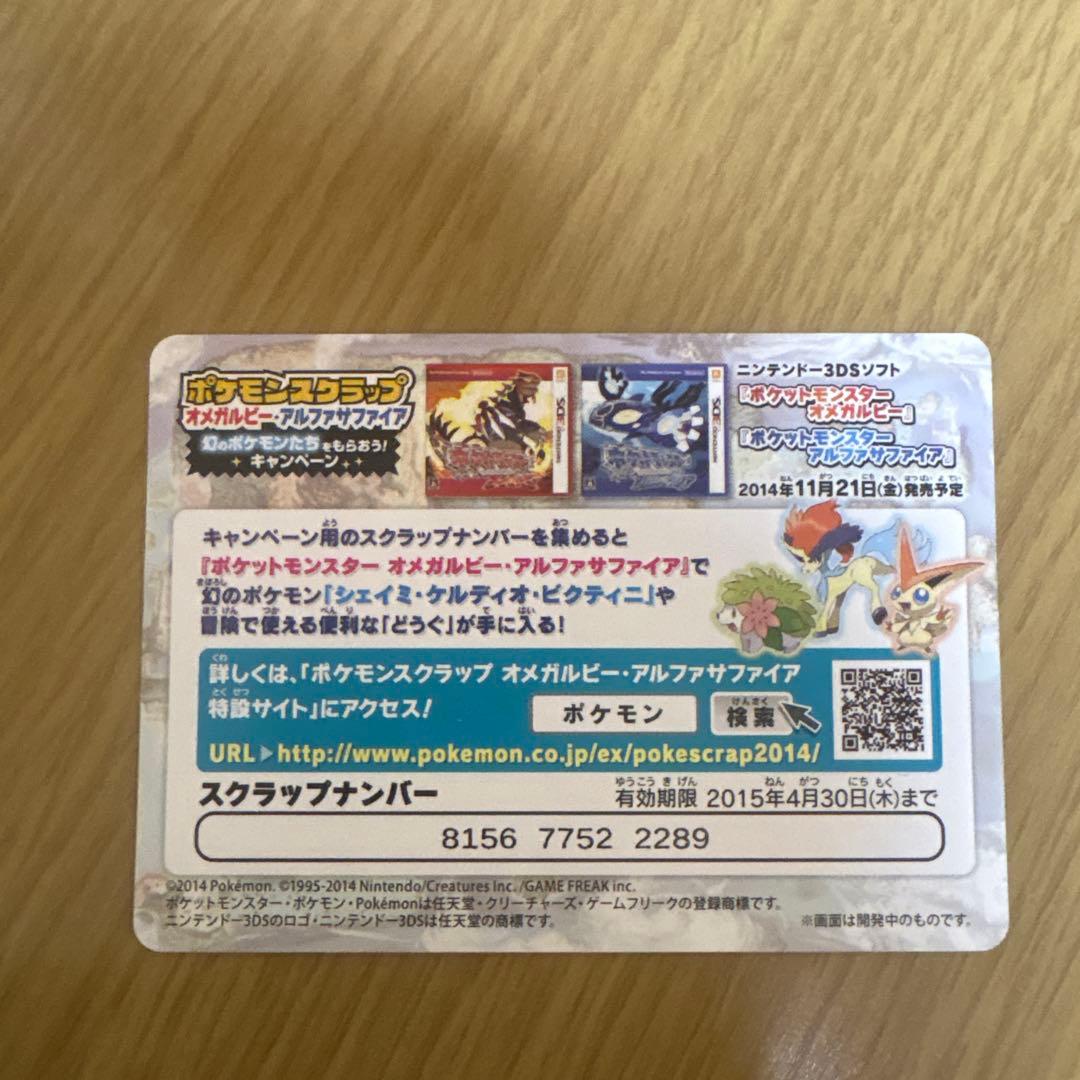 ポケモンスクラップ
オメガルビー・アルファサファイア
幻のポケモンたちをもらおう!
キャンペーン
ニンテンドー3DSソフト
『ポケットモンスター
オメガルビー』
『ポケットモンスター
アルファサファイア』
2014年11月21日(金)発売予定
キャンペーン用のスクラップナンバーを集めると
『ポケットモンスター オメガルビー・アルファサファイア』で
幻のポケモン「シェイミ・ケルディオ・ビクティニ」や
冒険で使える便利な「どうぐ」が手に入る!
詳しくは、「ポケモンスクラップ オメガルビー・アルファサファイア
特設サイト」にアクセス!
ポケモン 検索
URL▶http://www.pokemon.co.jp/ex/pokescrap2014/
スクラップナンバー 有効期限 2015年4月30日(木)まで
8156 7752 2289
©2014 Pokémon. ©1995-2014 Nintendo/Creatures Inc. /GAME FREAK inc.
ポケットモンスター・ポケモン・Pokémonは任天堂・クリーチャーズ・ゲームフリークの登録商標です。
ニンテンドー3DSのロゴ・ニンテンドー3DSは任天堂の商標です。
※画面は開発中のものです。